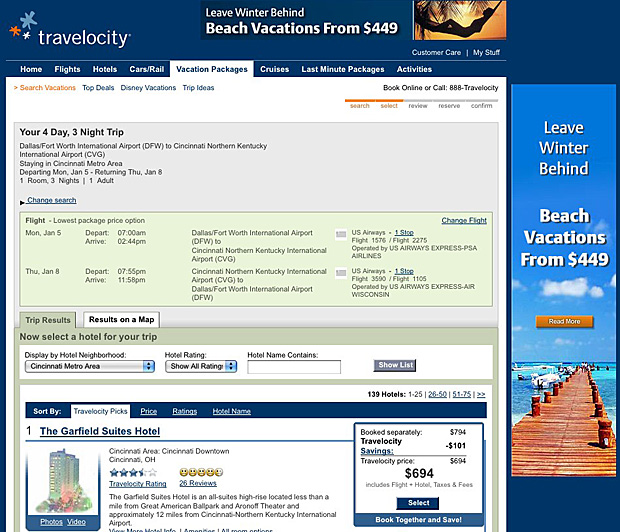 Leave Winter Behind
Beach Vacations From $449
travelocity
Customer Care | My Stuff
Home Flights Hotels Cars/Rail Vacation Packages Cruises Last Minute Packages Activities
> Search Vacations Top Deals Disney Vacations Trip Ideas
Book Online or Call: 888-Travelocity
search select review reserve confirm
Your 4 Day, 3 Night Trip
Dallas/Fort Worth International Airport (DFW) to Cincinnati Northern Kentucky
International Airport (CVG)
Staying in Cincinnati Metro Area
Departing Mon, Jan 5 - Returning Thu, Jan 8
1 Room, 3 Nights | 1 Adult
Change search
Flight - Lowest package price option
Change Flight
Mon, Jan 5 Depart: 07:00am Dallas/Fort Worth International Airport US Airways - 1 Stop
Arrive: 02:44pm (DFW) to Flight 1576 / Flight 2275
Cincinnati Northern Kentucky International Operated by US AIRWAYS EXPRESS-PSA
Airport (CVG) AIRLINES
Thu, Jan 8 Depart: 07:55pm Cincinnati Northern Kentucky International US Airways - 1 Stop
Arrive: 11:58pm Airport (CVG) to Flight 3590 / Flight 1105
Dallas/Fort Worth International Airport Operated by US AIRWAYS EXPRESS-AIR
(DFW) WISCONSIN
Trip Results Results on a Map
Now select a hotel for your trip
Display by Hotel Neighborhood: Hotel Rating: Hotel Name Contains:
Cincinnati Metro Area Show All Ratings Show List
139 Hotels: 1-25 | 26-50 | 51-75 | >>
Sort By: Travelocity Picks Price Ratings Hotel Name
1 The Garfield Suites Hotel
Cincinnati Area: Cincinnati Downtown
Cincinnati, OH
Travelocity Rating 26 Reviews
The Garfield Suites Hotel is an all-suites high-rise located less than a
mile from Great American Ballpark and Aronoff Theater and
approximately 12 miles from Cincinnati-Northern Kentucky International
Airport.
View More Hotel Info | Amenities | All room options
Photos Video
Booked separately: $794
Travelocity
Savings: -$101
Travelocity price: $694
$694
includes Flight + Hotel, Taxes & Fees
Select
Book Together and Save!
Leave
Winter
Behind
Beach
Vacations
From $449
Read More